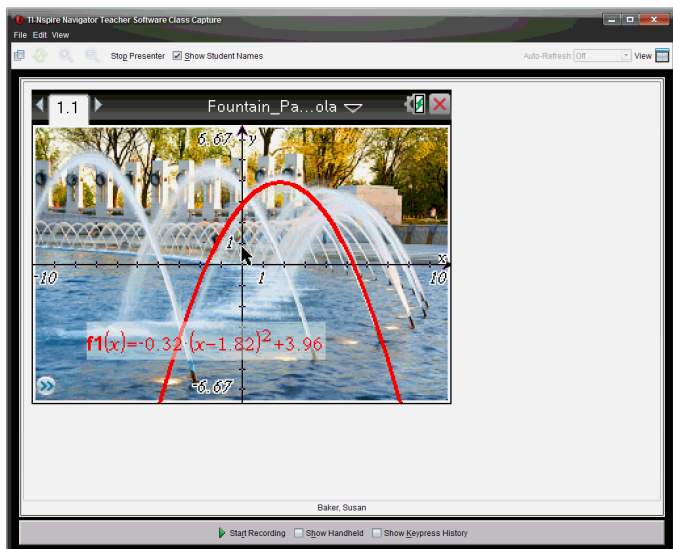 TI-Nspire Navigator Teacher Software Class Capture
File Edit View
Stop Presenter Show Student Names Auto-Refresh: Off View
1.1 Fountain_Pa...ola
6.67 y
1
x
-10 1 10
f1(x)=-0.32·(x-1.82)²+3.96
-6.67
Baker, Susan
Start Recording Show Handheld Show Keypress History